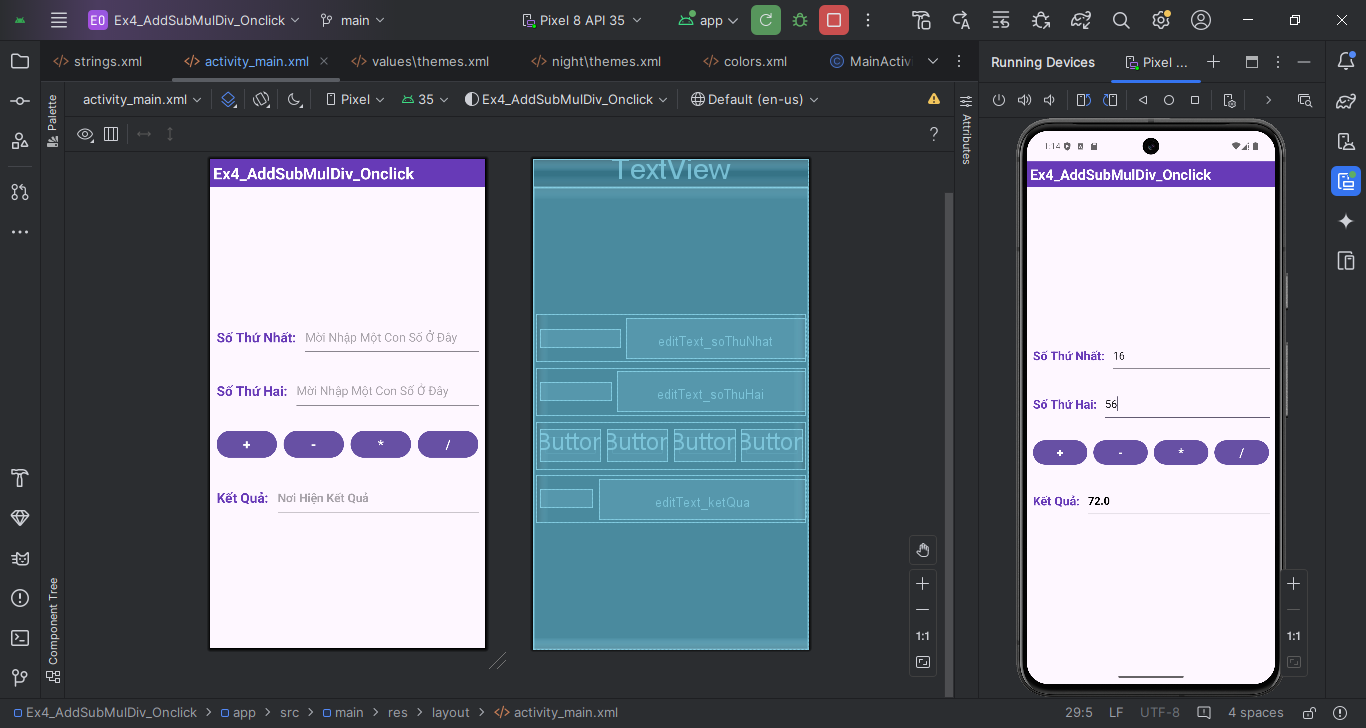 E0 Ex4_AddSubMulDiv_Onclick main Pixel 8 API 35 app
strings.xml activity_main.xml values\themes.xml night\themes.xml colors.xml MainActivi Running Devices Pixel ...
Palette activity_main.xml Pixel 35 Ex4_AddSubMulDiv_Onclick Default (en-us) Attributes
?
Ex4_AddSubMulDiv_Onclick
Số Thứ Nhất: Mời Nhập Một Con Số Ở Đây
Số Thứ Hai: Mời Nhập Một Con Số Ở Đây
+ - * /
Kết Quả: Nơi Hiện Kết Quả
TextView
editText_soThuNhat
editText_soThuHai
Button Button Button Button
editText_ketQua
1:1
1:14
Ex4_AddSubMulDiv_Onclick
Số Thứ Nhất: 16
Số Thứ Hai: 56
+ - * /
Kết Quả: 72.0
1:1
Component Tree
Ex4_AddSubMulDiv_Onclick > app > src > main > res > layout > activity_main.xml 29:5 LF UTF-8 4 spaces